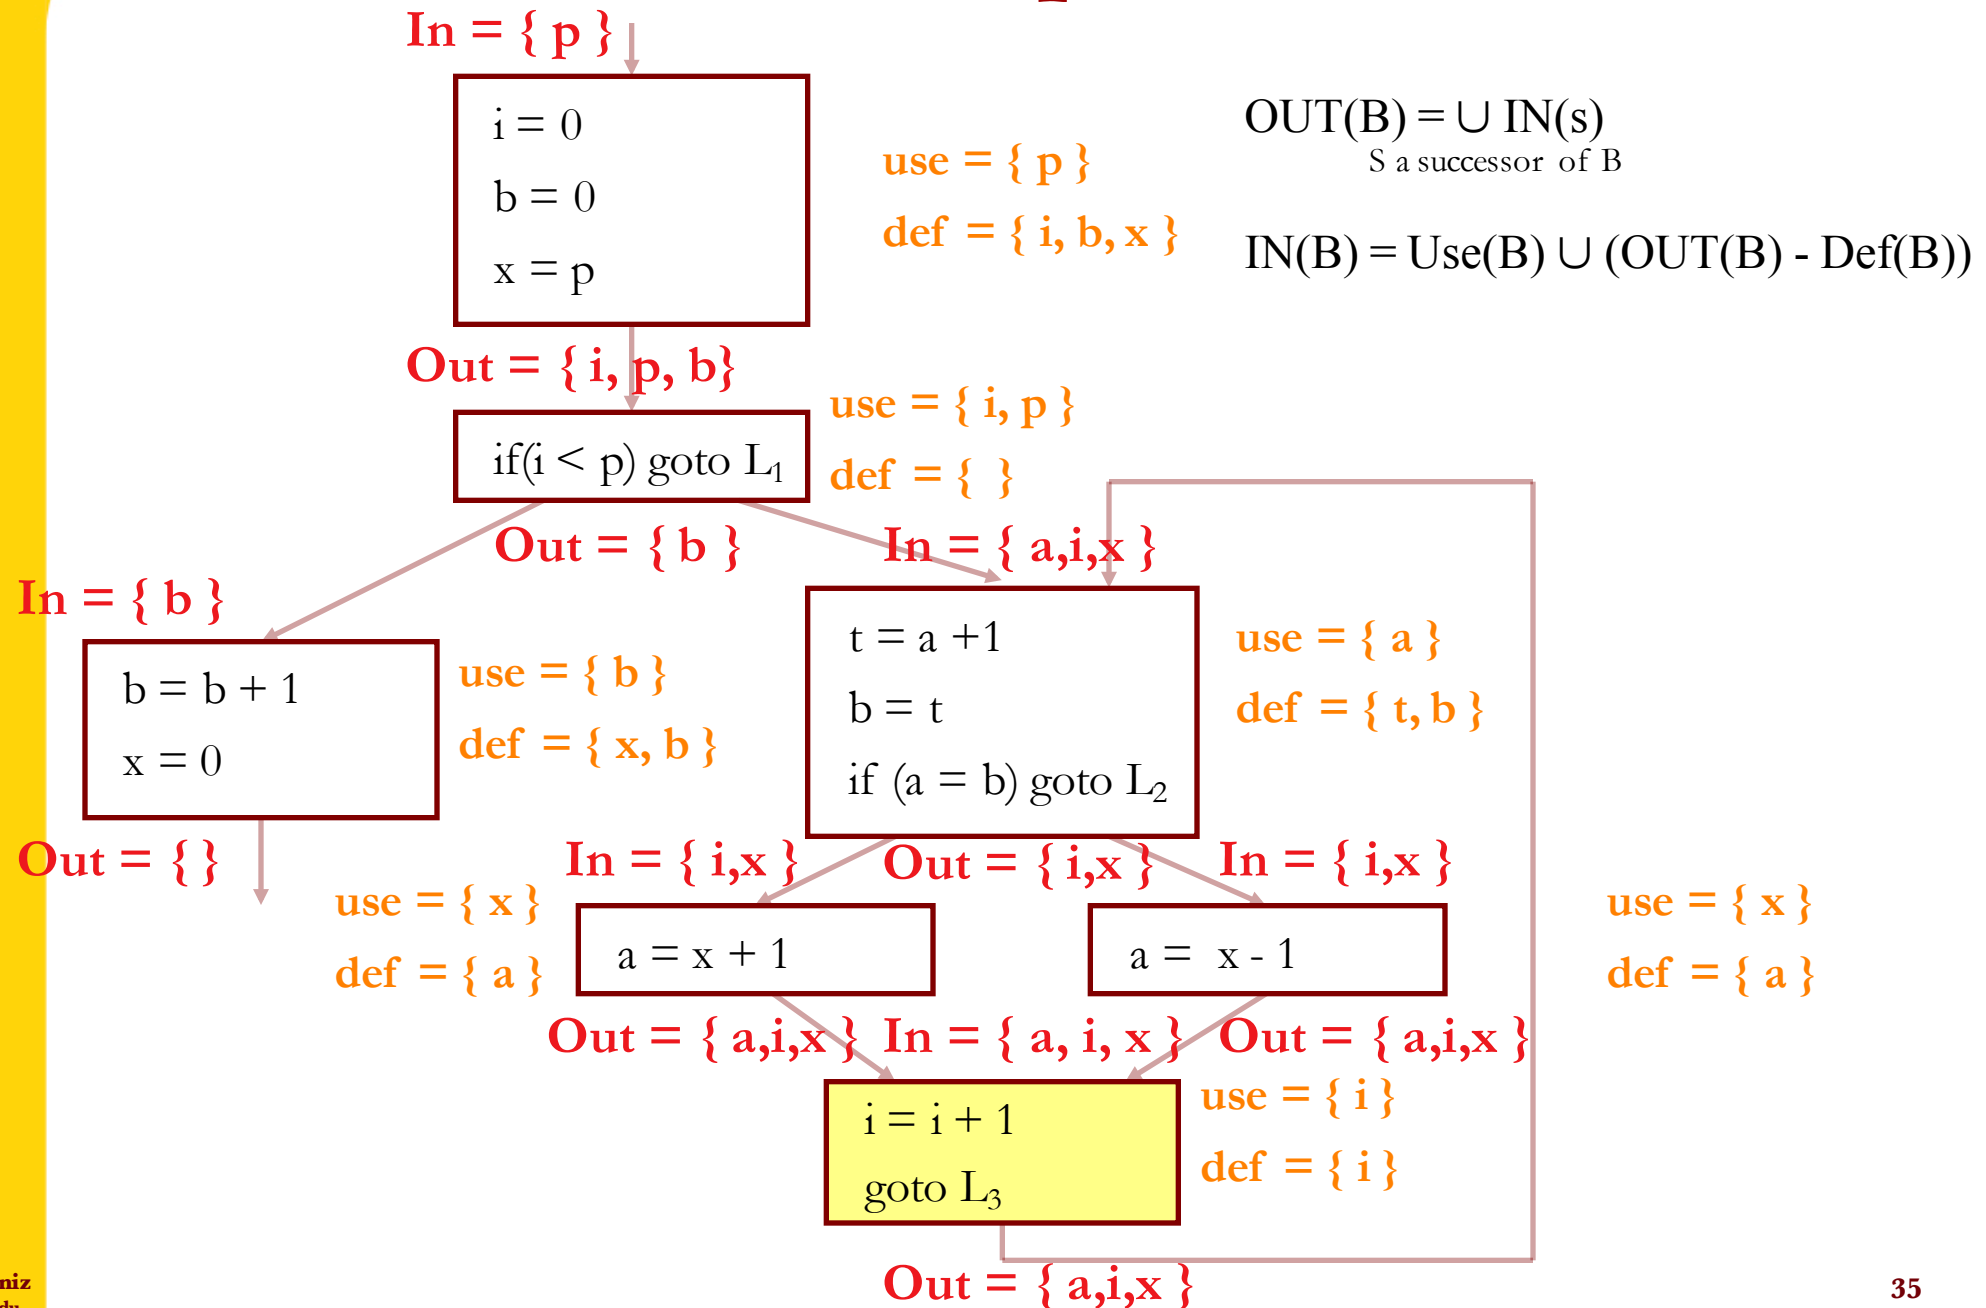 In = { p }
i = 0
b = 0
x = p
use = { p }
def = { i, b, x }
OUT(B) = ∪ IN(s)
S a successor of B
IN(B) = Use(B) ∪ (OUT(B) - Def(B))
Out = { i, p, b}
if(i < p) goto L₁
use = { i, p }
def = { }
Out = { b }
In = { a,i,x }
In = { b }
b = b + 1
x = 0
use = { b }
def = { x, b }
t = a +1
b = t
if (a = b) goto L₂
use = { a }
def = { t, b }
Out = { }
In = { i,x }
Out = { i,x }
In = { i,x }
use = { x }
def = { a }
a = x + 1
a = x - 1
use = { x }
def = { a }
Out = { a,i,x }
In = { a, i, x }
Out = { a,i,x }
i = i + 1
goto L₃
use = { i }
def = { i }
Out = { a,i,x }
niz
35